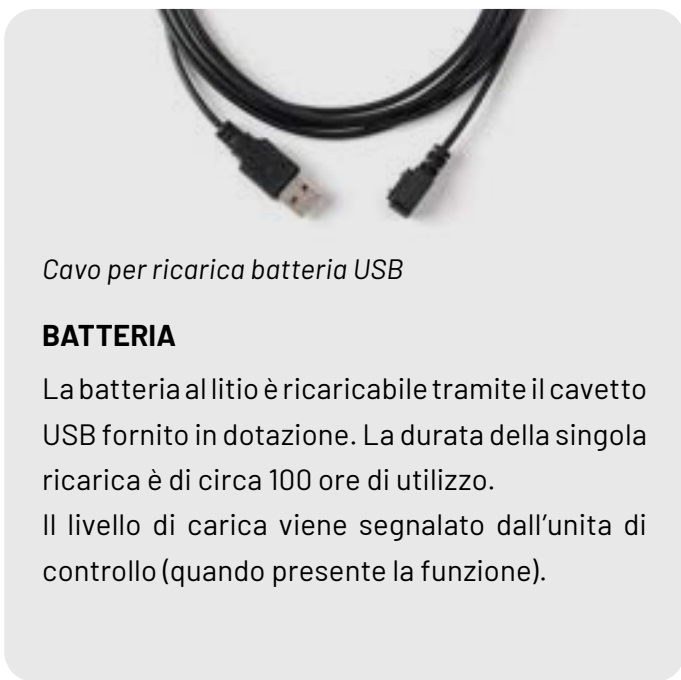 Cavo per ricarica batteria USB
BATTERIA
La batteria al litio è ricaricabile tramite il cavetto
USB fornito in dotazione. La durata della singola
ricarica è di circa 100 ore di utilizzo.
Il livello di carica viene segnalato dall’unita di
controllo (quando presente la funzione).